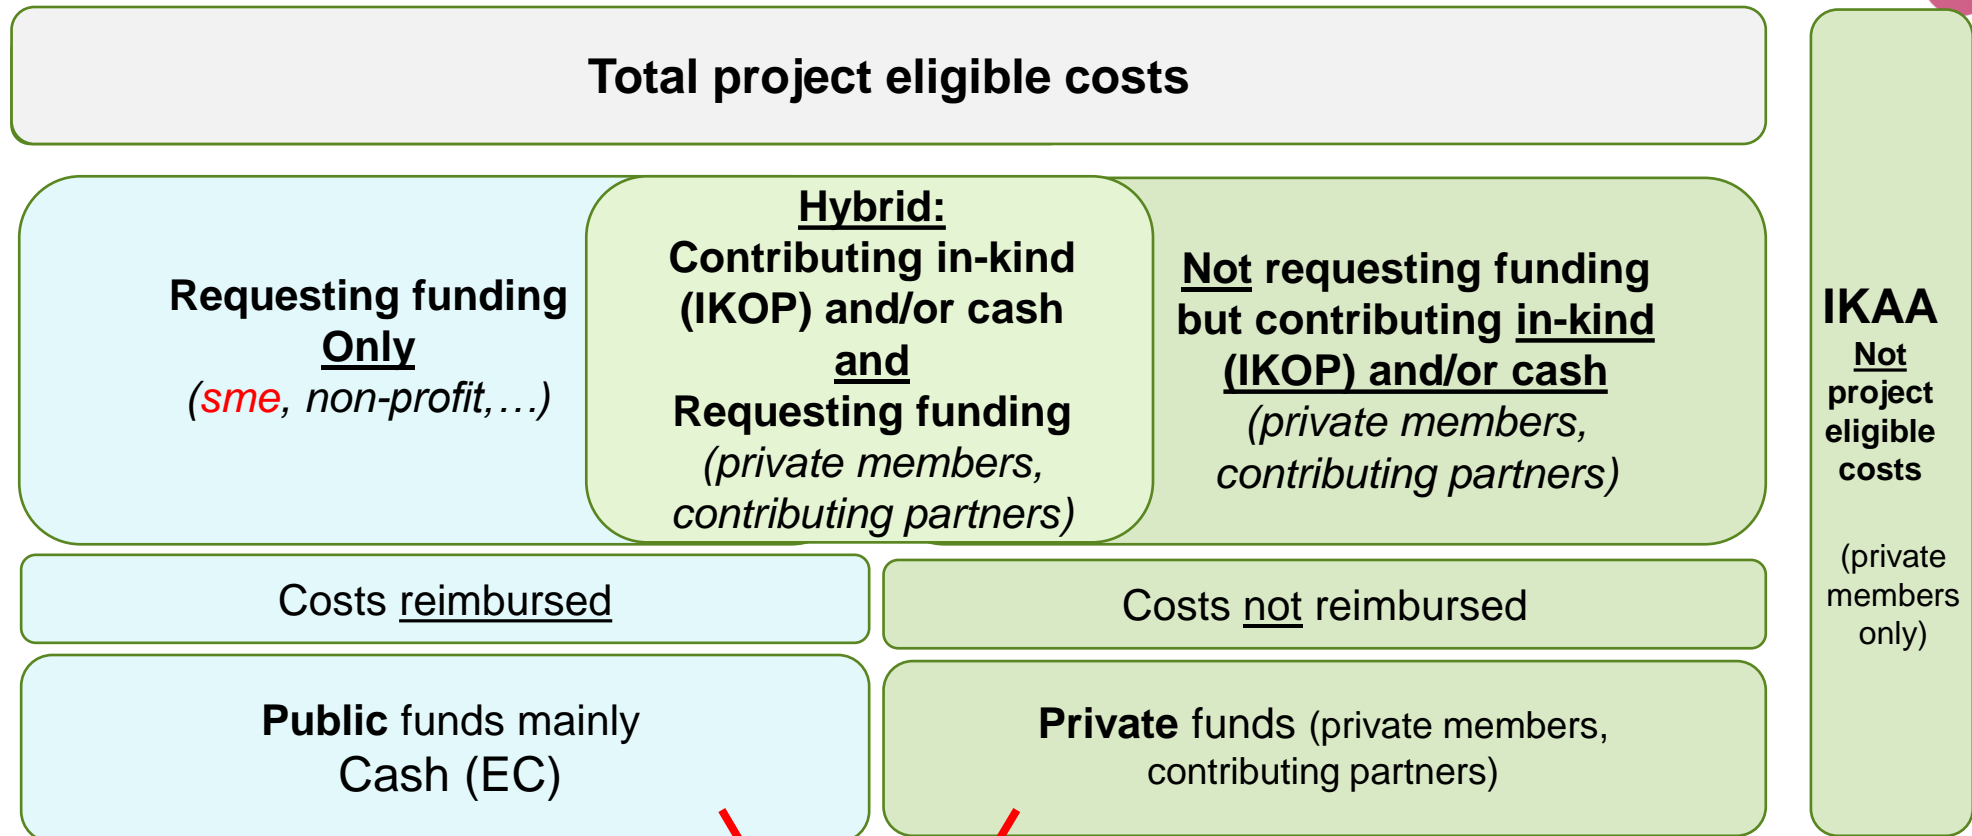 Total project eligible costs
Requesting funding
Only
(sme, non-profit,…)
Hybrid:
Contributing in-kind
(IKOP) and/or cash
and
Requesting funding
(private members,
contributing partners)
Not requesting funding
but contributing in-kind
(IKOP) and/or cash
(private members,
contributing partners)
Costs reimbursed
Costs not reimbursed
Public funds mainly
Cash (EC)
Private funds (private members,
contributing partners)
IKAA
Not
project
eligible
costs
(private
members
only)